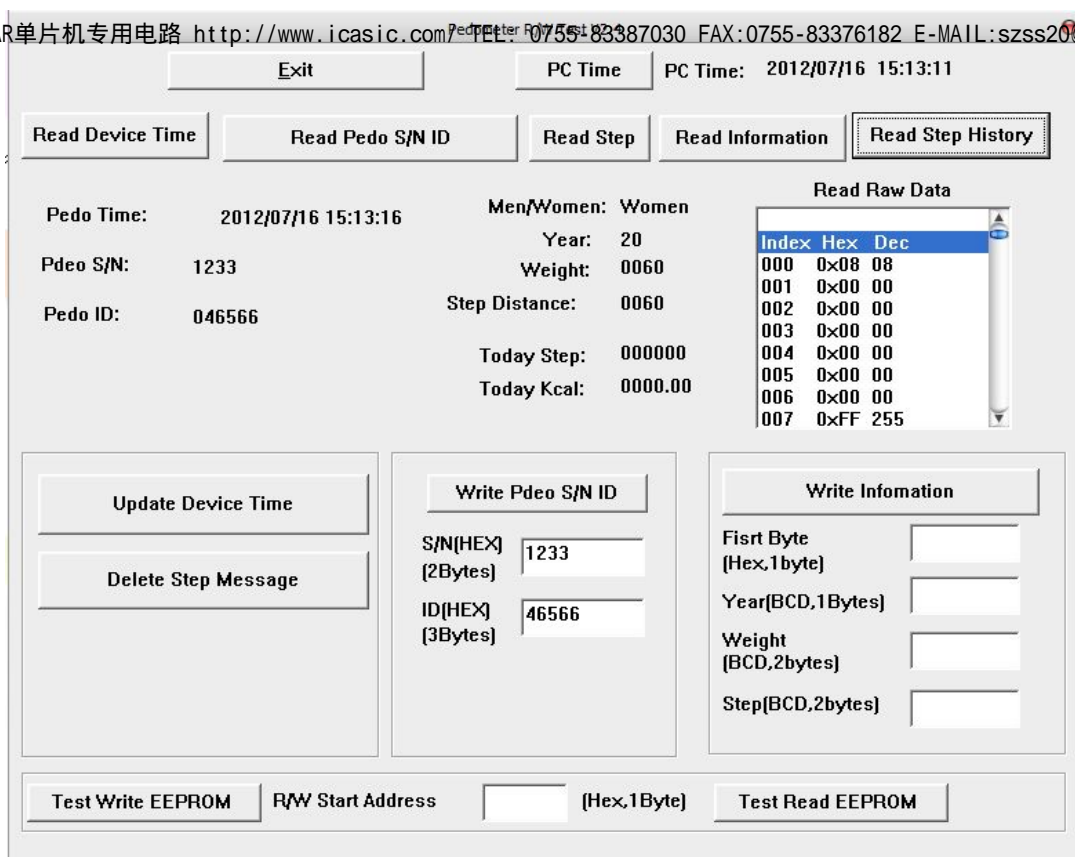 R单片机专用电路 http://www.icasic.com/ TEL: 0755-83387030 FAX:0755-83376182 E-MAIL:szss20
Pedometer R/W Test
Exit
PC Time
PC Time: 2012/07/16 15:13:11
Read Device Time
Read Pedo S/N ID
Read Step
Read Information
Read Step History
Pedo Time: 2012/07/16 15:13:16
Pdeo S/N: 1233
Pedo ID: 046566
Men/Women: Women
Year: 20
Weight: 0060
Step Distance: 0060
Today Step: 000000
Today Kcal: 0000.00
Read Raw Data
Index Hex Dec
000 0x08 08
001 0x00 00
002 0x00 00
003 0x00 00
004 0x00 00
005 0x00 00
006 0x00 00
007 0xFF 255
Update Device Time
Delete Step Message
Write Pdeo S/N ID
S/N(HEX)
(2Bytes)
1233
ID(HEX)
(3Bytes)
46566
Write Infomation
Fisrt Byte
(Hex,1byte)
Year(BCD,1Bytes)
Weight
(BCD,2bytes)
Step(BCD,2bytes)
Test Write EEPROM
R/W Start Address
(Hex,1Byte)
Test Read EEPROM